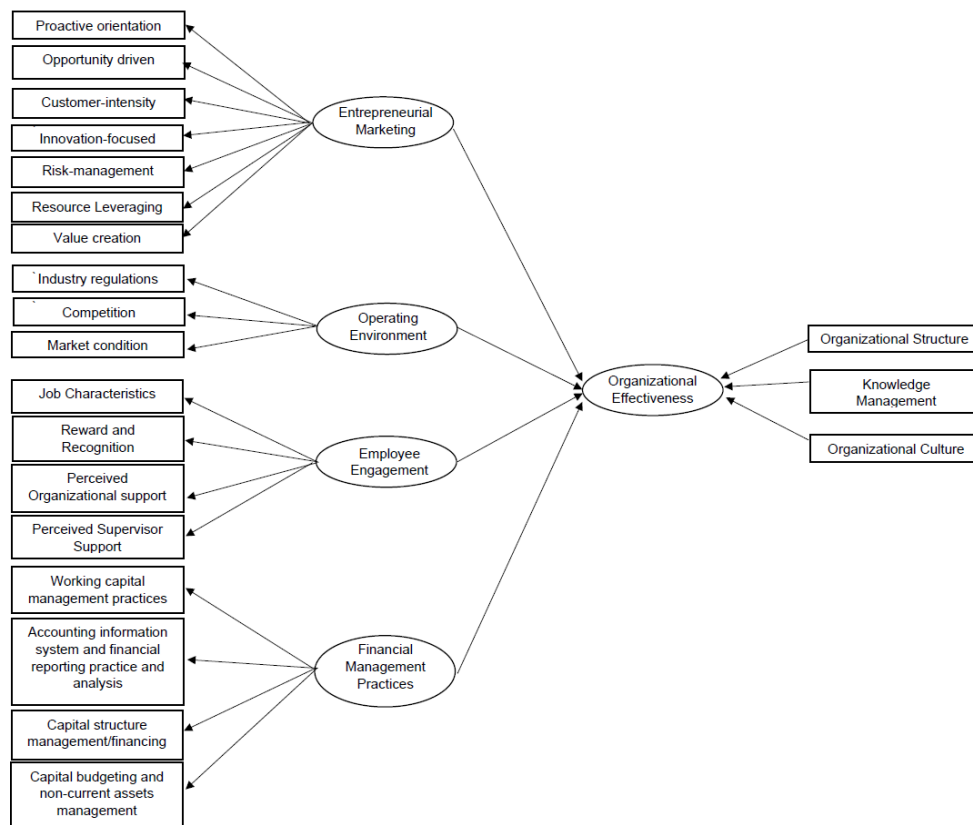 Proactive orientation
Opportunity driven
Customer-intensity
Innovation-focused
Risk-management
Resource Leveraging
Value creation
Industry regulations
Competition
Market condition
Job Characteristics
Reward and
Recognition
Perceived
Organizational support
Perceived Supervisor
Support
Working capital
management practices
Accounting information
system and financial
reporting practice and
analysis
Capital structure
management/financing
Capital budgeting and
non-current assets
management
Entrepreneurial
Marketing
Operating
Environment
Employee
Engagement
Financial
Management
Practices
Organizational
Effectiveness
Organizational Structure
Knowledge
Management
Organizational Culture